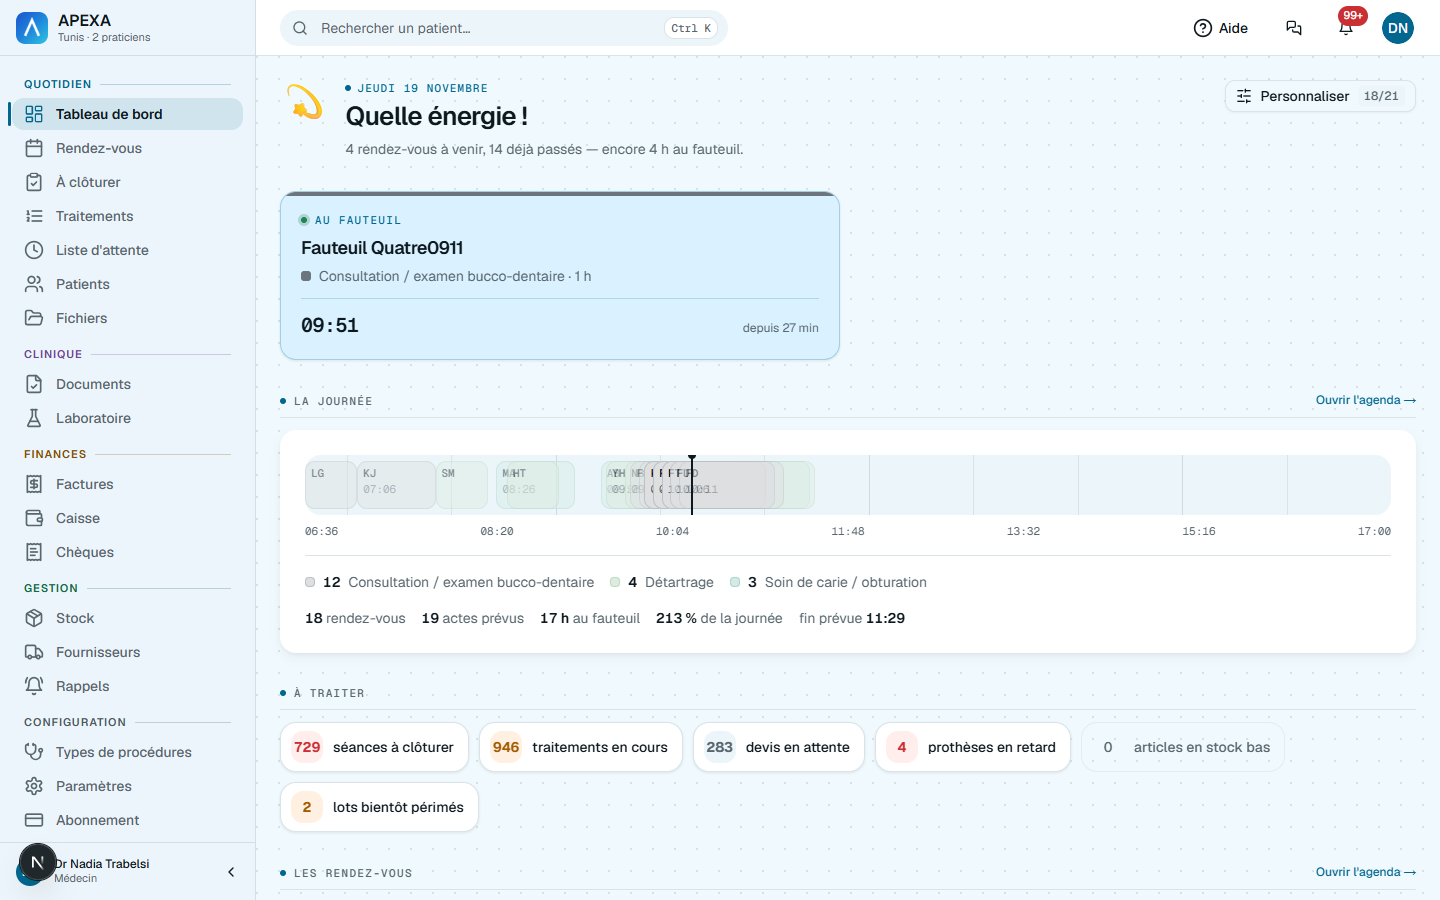 APEXA
Tunis · 2 praticiens
Rechercher un patient…
Ctrl K
Aide
99+
DN
QUOTIDIEN
Tableau de bord
Rendez-vous
À clôturer
Traitements
Liste d'attente
Patients
Fichiers
CLINIQUE
Documents
Laboratoire
FINANCES
Factures
Caisse
Chèques
GESTION
Stock
Fournisseurs
Rappels
CONFIGURATION
Types de procédures
Paramètres
Abonnement
N
Dr Nadia Trabelsi
Médecin
JEUDI 19 NOVEMBRE
Quelle énergie !
4 rendez-vous à venir, 14 déjà passés — encore 4 h au fauteuil.
Personnaliser 18/21
AU FAUTEUIL
Fauteuil Quatre0911
Consultation / examen bucco-dentaire · 1 h
09:51
depuis 27 min
LA JOURNÉE
Ouvrir l'agenda →
LG KJ SM HT
07:06 08:26
06:36 08:20 10:04 11:48 13:32 15:16 17:00
12 Consultation / examen bucco-dentaire 4 Détartrage 3 Soin de carie / obturation
18 rendez-vous 19 actes prévus 17 h au fauteuil 213 % de la journée fin prévue 11:29
À TRAITER
729 séances à clôturer
946 traitements en cours
283 devis en attente
4 prothèses en retard
0 articles en stock bas
2 lots bientôt périmés
LES RENDEZ-VOUS
Ouvrir l'agenda →